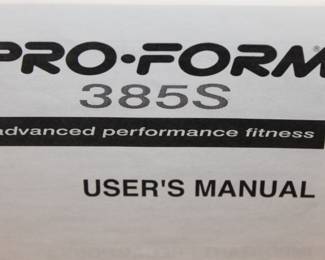 PRO·FORM
385S
advanced performance fitness
USER'S MANUAL